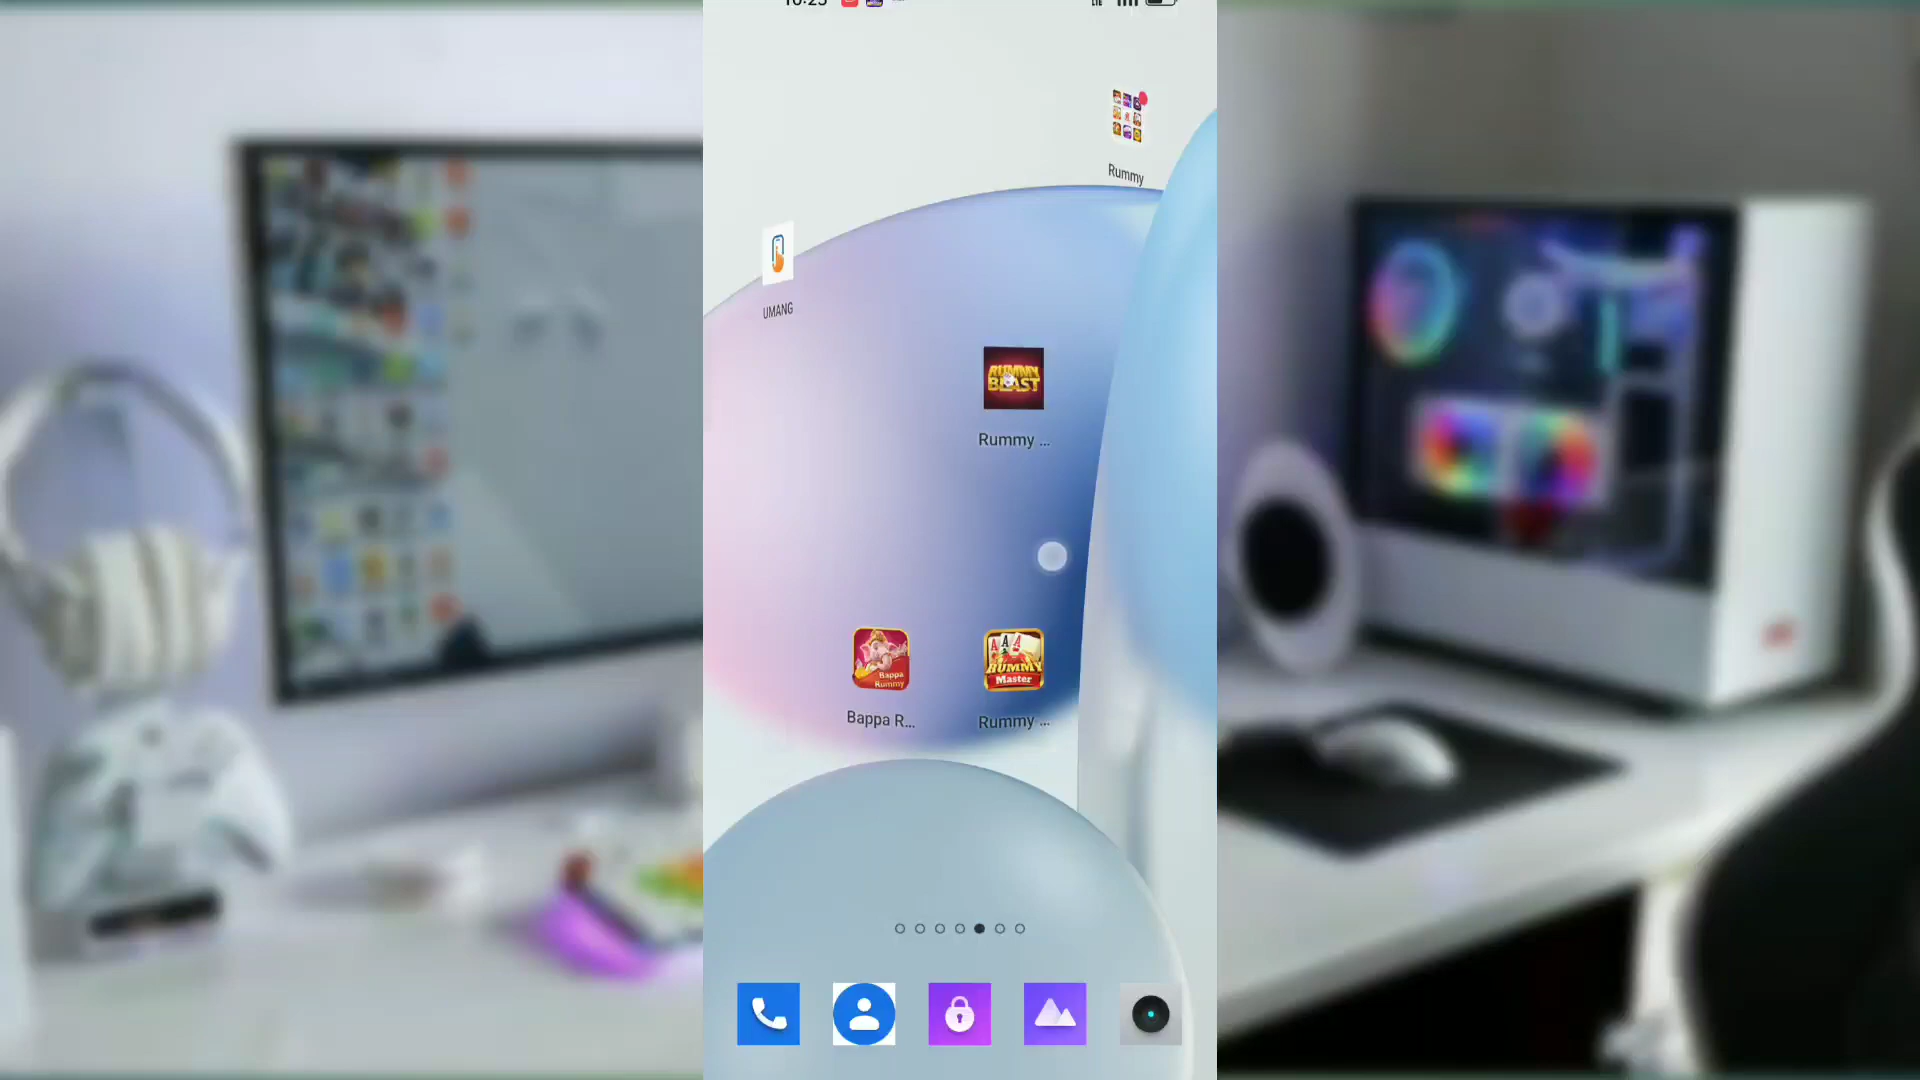 Rummy
UMANG
RUMMY
BLAST
Rummy ...
Bappa
Rummy
RUMMY
Master
Bappa R...
Rummy ...